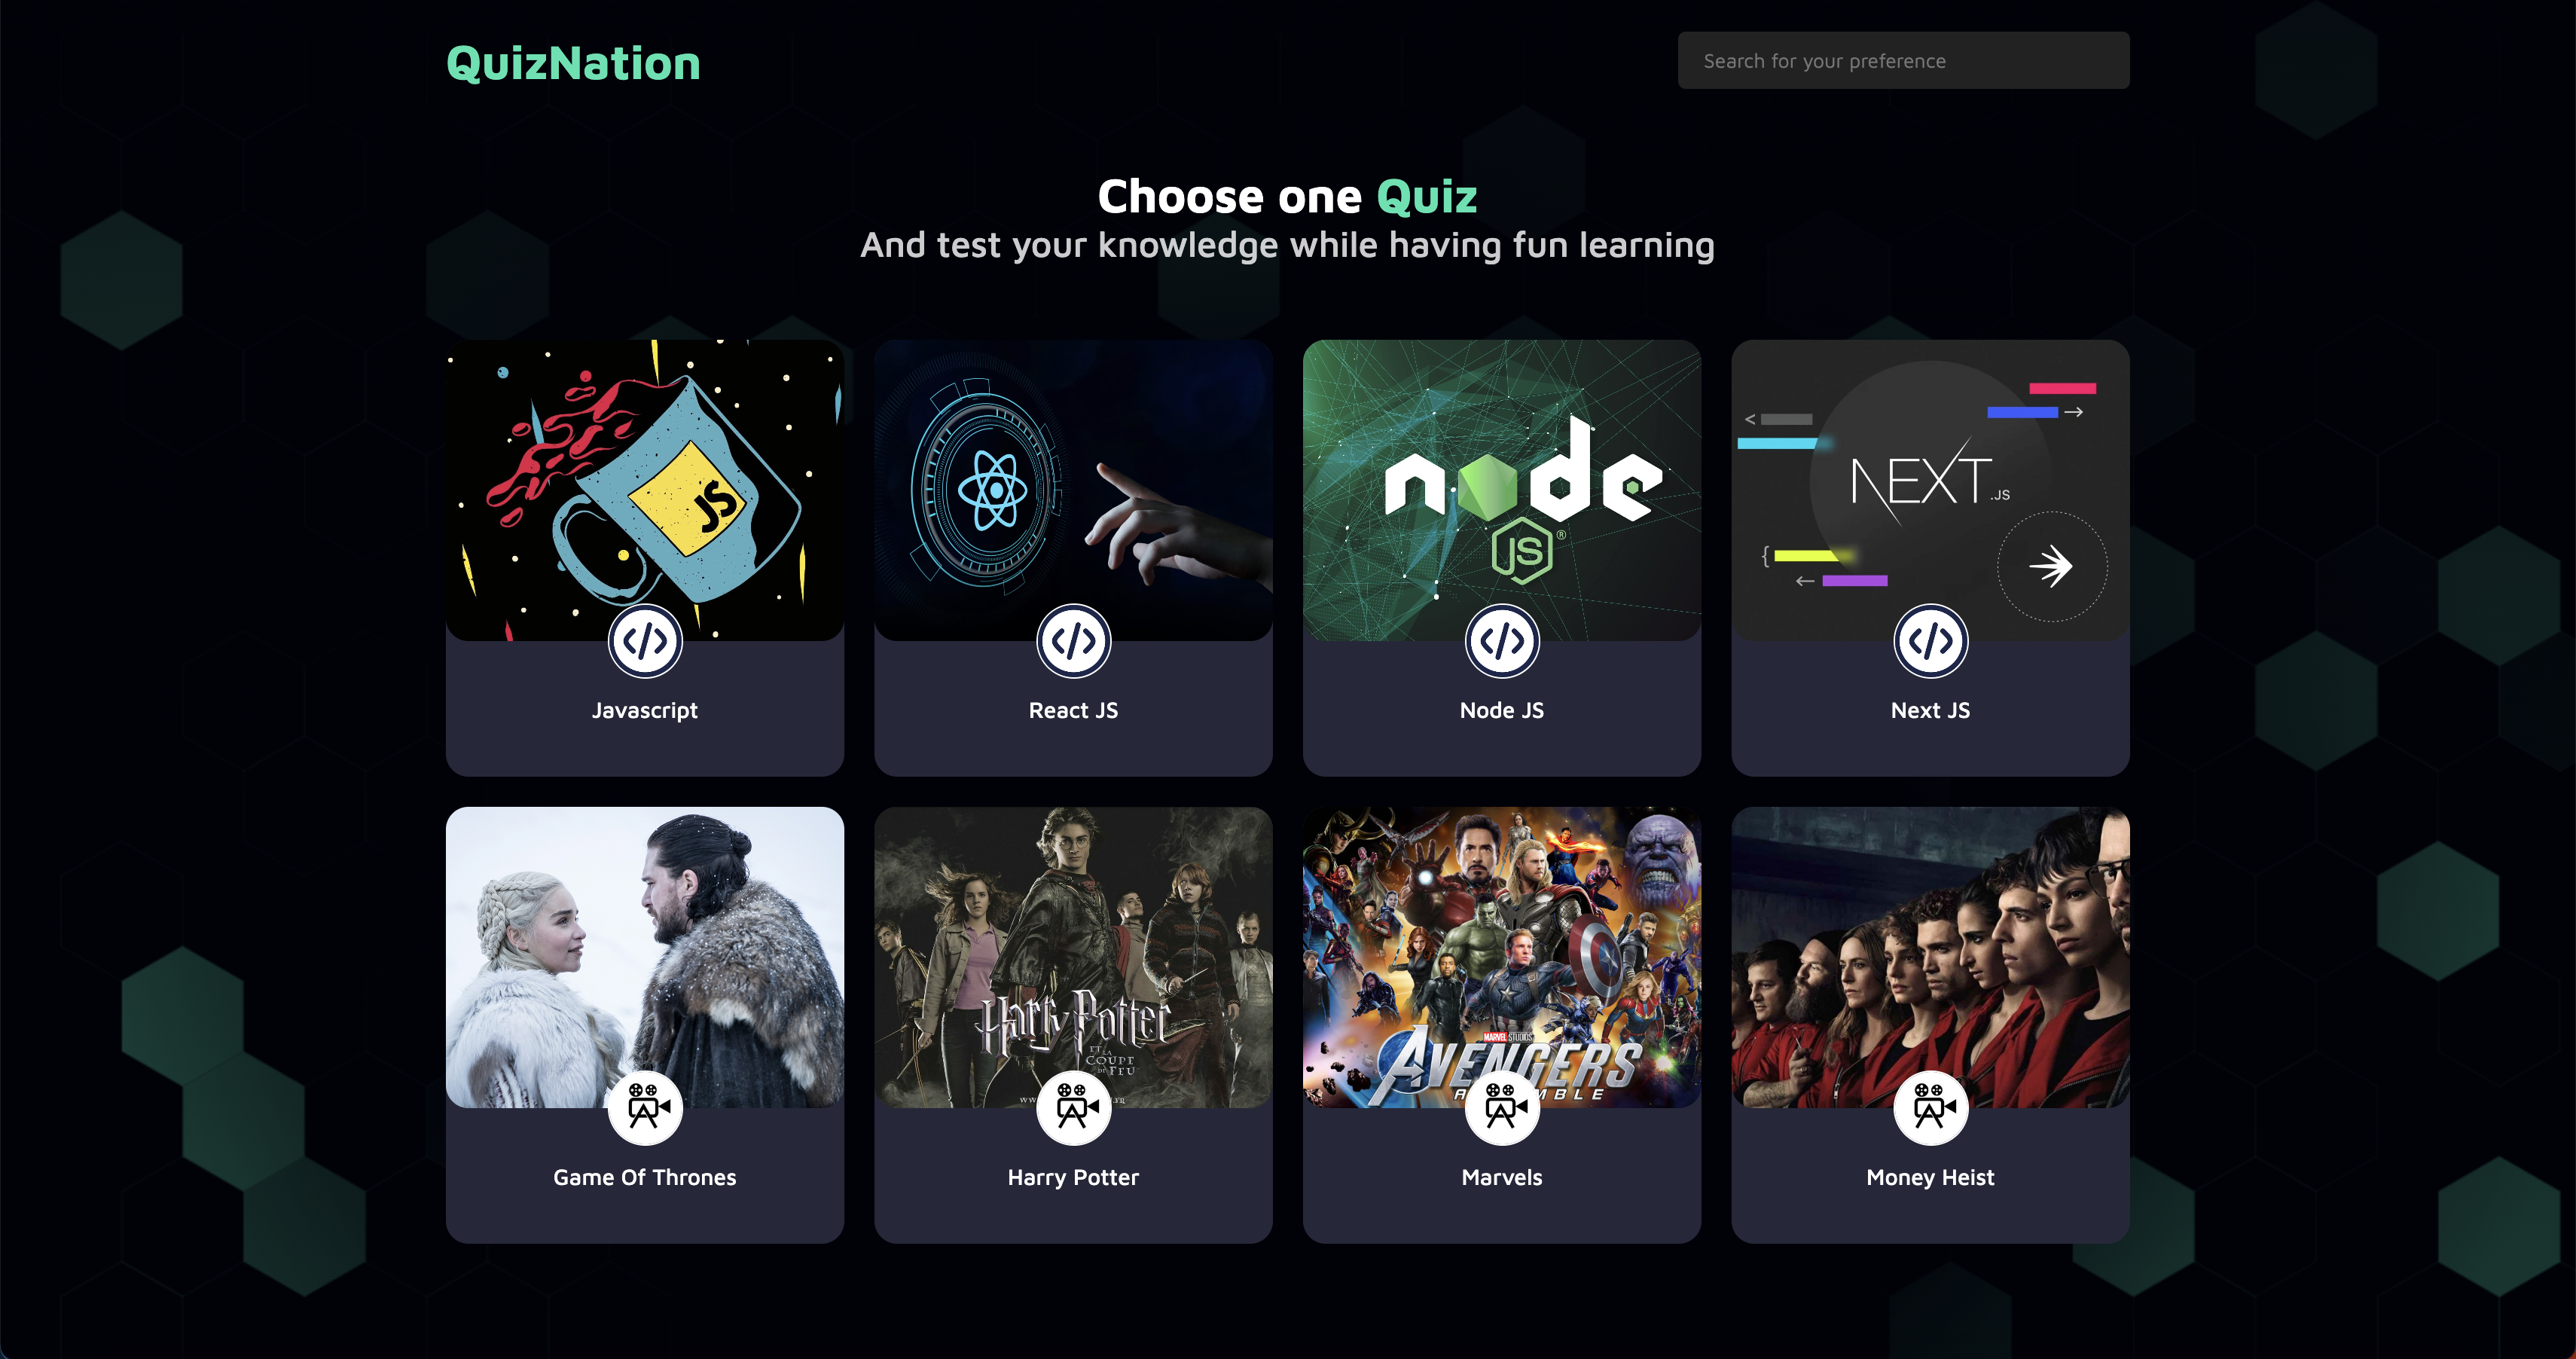 QuizNation
Search for your preference
Choose one Quiz
And test your knowledge while having fun learning
JS
node
JS®
<
NEXT.JS
{
</>
</>
</>
</>
Javascript
React JS
Node JS
Next JS
Harry Potter
ET LA
COUPE
DE FEU
MARVEL STUDIOS
AVENGERS
Game Of Thrones
Harry Potter
Marvels
Money Heist